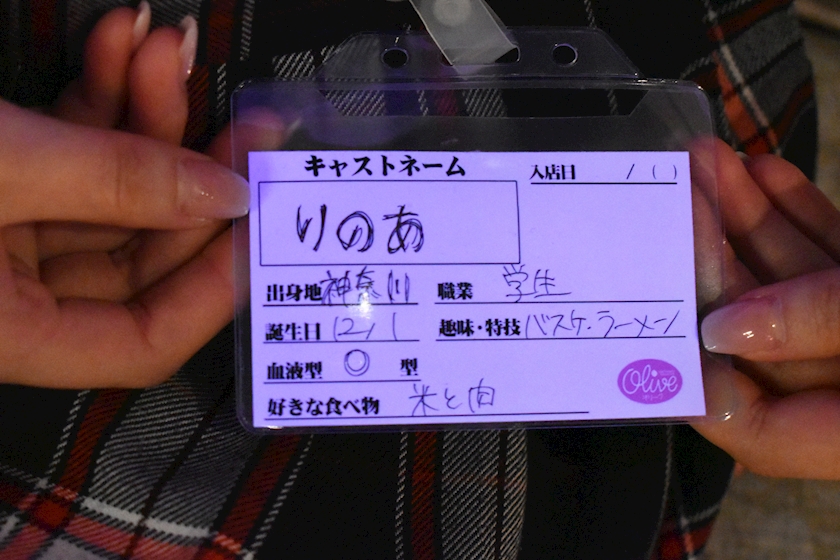 キャストネーム
入店日 / ( )
りのあ
出身地 神奈川
職業 学生
誕生日 12/1
趣味・特技 バスケ、ラーメン
血液型 O 型
好きな食べ物 米と肉
Olive
オリーブ